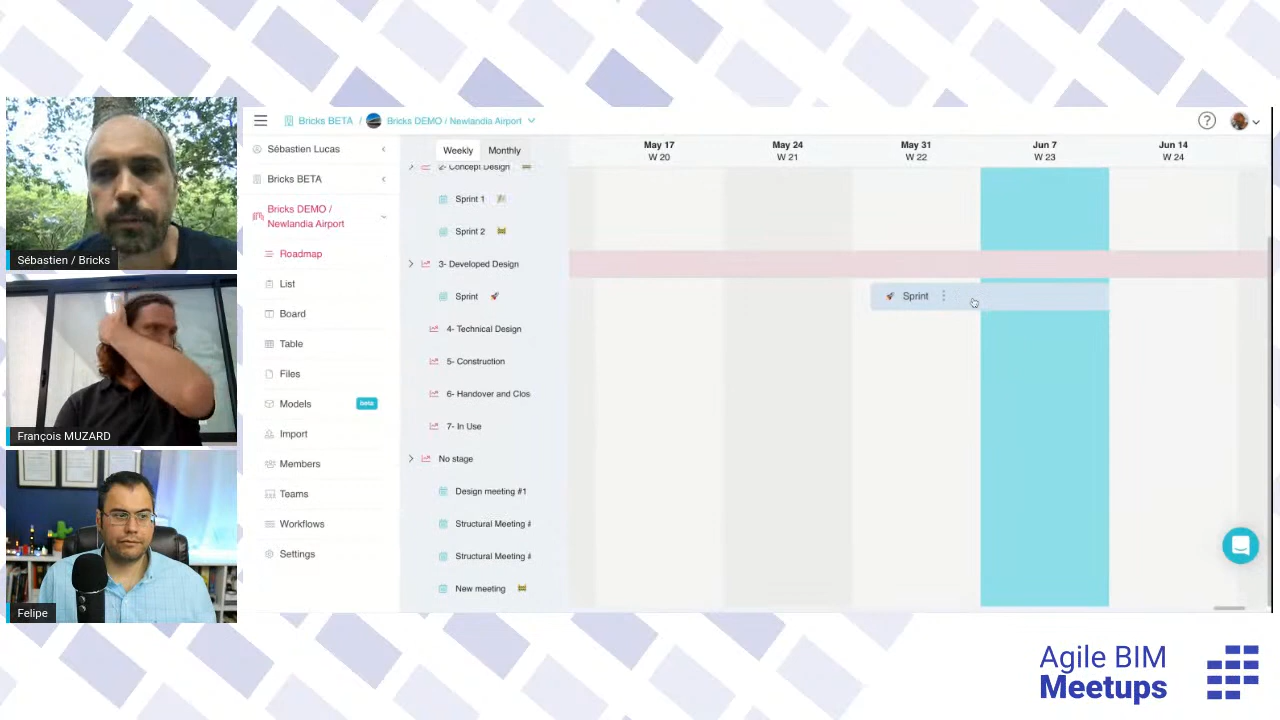 Bricks BETA / Bricks DEMO / Newlandia Airport
?
Sébastien Lucas
Bricks BETA
Bricks DEMO /
Newlandia Airport
Roadmap
List
Board
Table
Files
Models beta
Import
Members
Teams
Workflows
Settings
Weekly Monthly
2- Concept Design
Sprint 1
Sprint 2
3- Developed Design
Sprint
4- Technical Design
5- Construction
6- Handover and Clos
7- In Use
No stage
Design meeting #1
Structural Meeting #
Structural Meeting #
New meeting
May 17
W 20
May 24
W 21
May 31
W 22
Jun 7
W 23
Jun 14
W 24
Sprint
Sébastien / Bricks
François MUZARD
Felipe
Agile BIM
Meetups